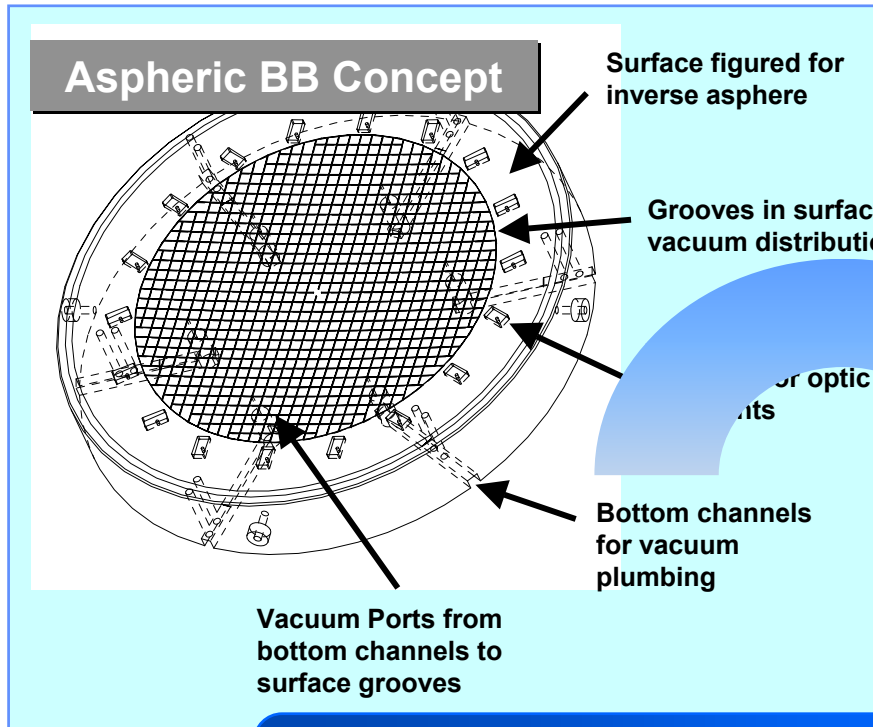 Aspheric BB Concept
Surface figured for
inverse asphere
Grooves in surfac
vacuum distributi
optic
Bottom channels
for vacuum
plumbing
Vacuum Ports from
bottom channels to
surface grooves